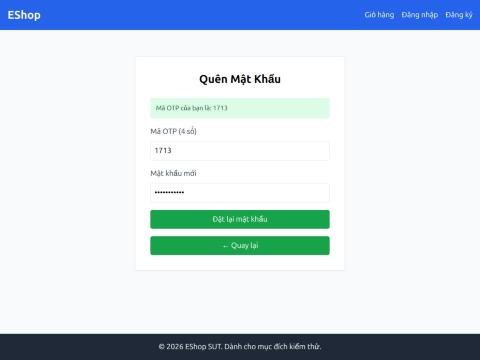 EShop
Giỏ hàng Đăng nhập Đăng ký
Quên Mật Khẩu
Mã OTP của bạn là: 1713
Mã OTP (4 số)
1713
Mật khẩu mới
•••••••••••
Đặt lại mật khẩu
← Quay lại
© 2026 EShop SUT. Dành cho mục đích kiểm thử.